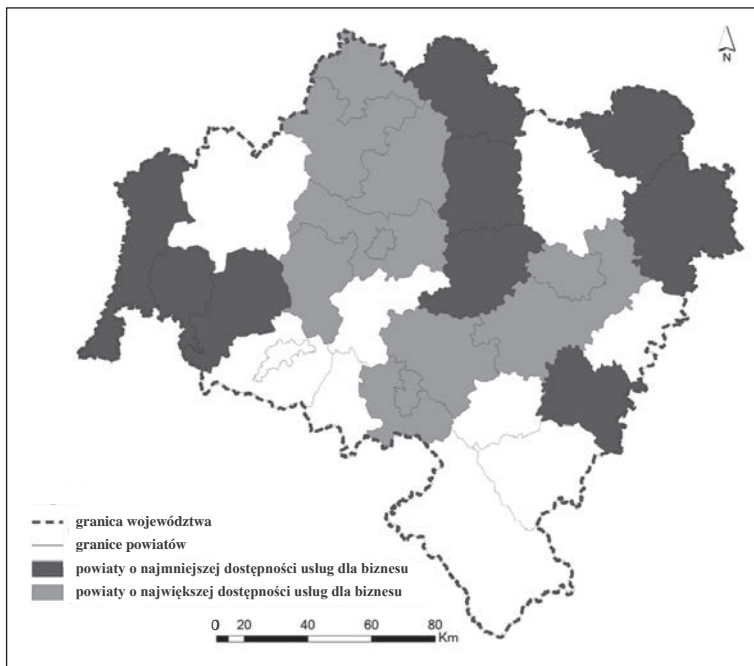 N
granica województwa
granice powiatów
powiaty o najmniejszej dostępności usług dla biznesu
powiaty o największej dostępności usług dla biznesu
0 20 40 60 80
Km